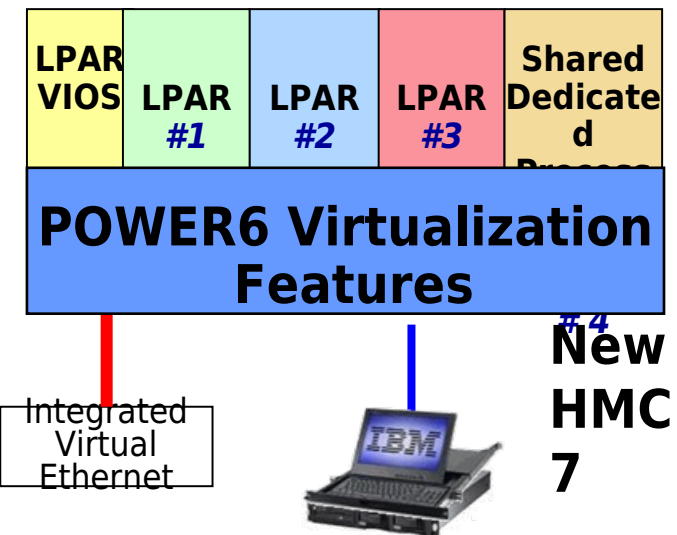 LPAR
VIOS
LPAR
#1
LPAR
#2
LPAR
#3
Shared
Dedicate
d
Process
POWER6 Virtualization
Features
#4
New
HMC
7
Integrated
Virtual
Ethernet
IBM